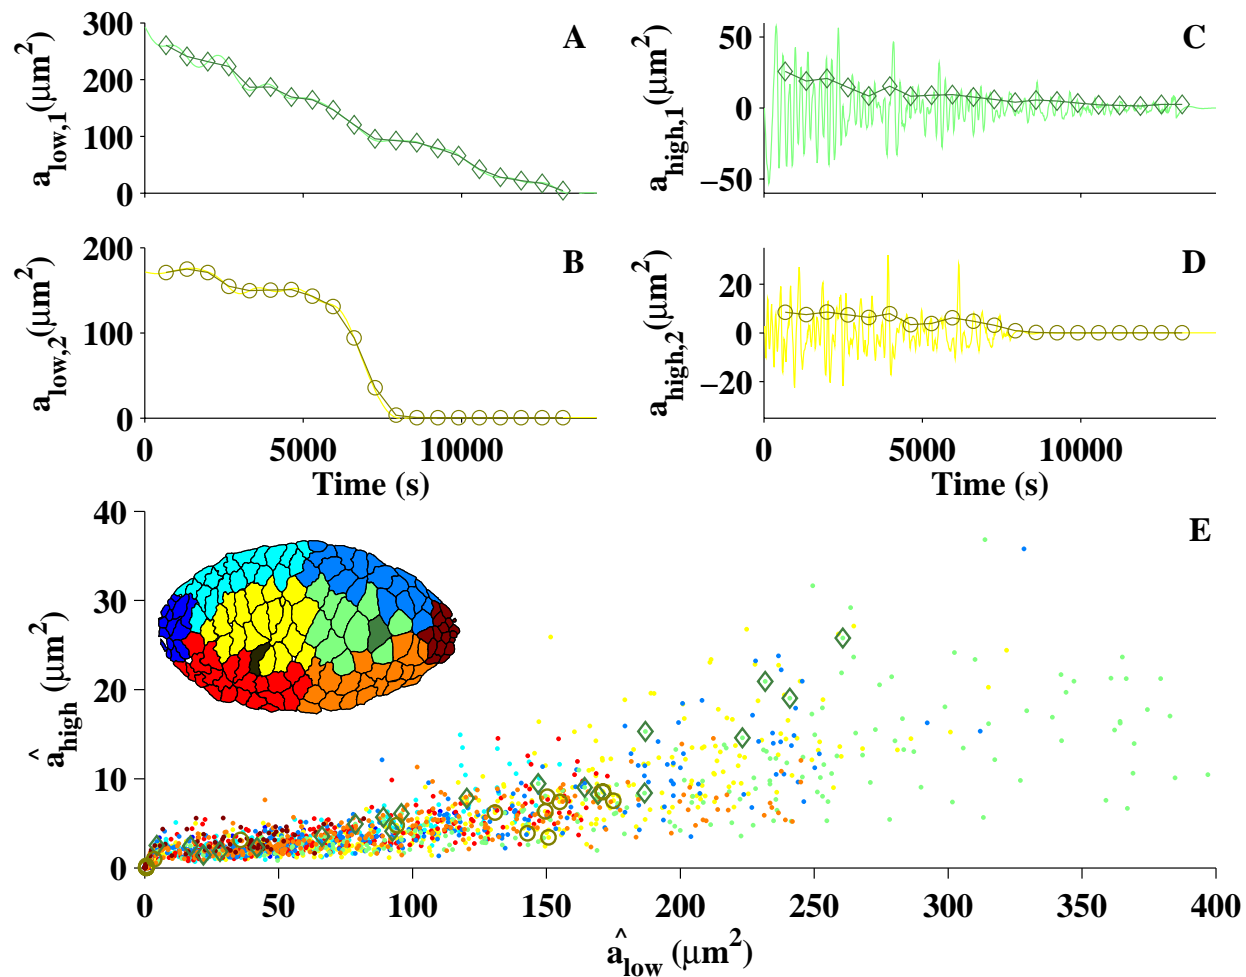 300
200
100
0
a_low,1 (μm²)
A
50
0
−50
a_high,1 (μm²)
C
200
100
0
a_low,2 (μm²)
B
0 5000 10000
Time (s)
20
0
−20
a_high,2 (μm²)
D
0 5000 10000
Time (s)
40
30
20
10
0
â_high (μm²)
E
0 50 100 150 200 250 300 350 400
â_low (μm²)